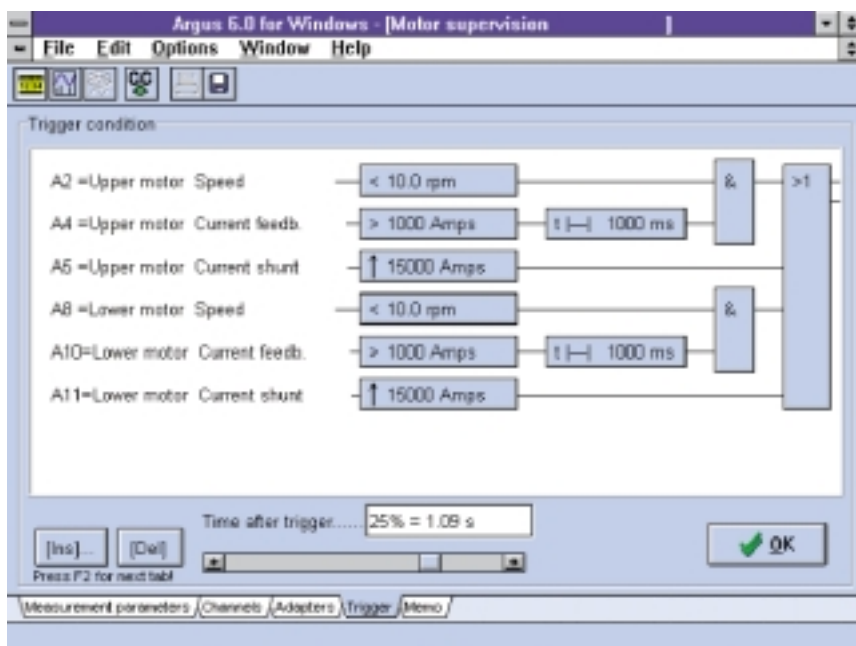 Argus 6.0 for Windows - [Motor supervision ]
File Edit Options Window Help
Trigger condition
A2 =Upper motor Speed < 10.0 rpm & >1
A4 =Upper motor Current feedb. > 1000 Amps t 1000 ms
A5 =Upper motor Current shunt ↑ 15000 Amps
A8 =Lower motor Speed < 10.0 rpm &
A10=Lower motor Current feedb. > 1000 Amps t 1000 ms
A11=Lower motor Current shunt ↑ 15000 Amps
Time after trigger...... 25% = 1.09 s
[Ins]... [Del] OK
Press F2 for next tab!
Measurement parameters Channels Adapters Trigger Memo